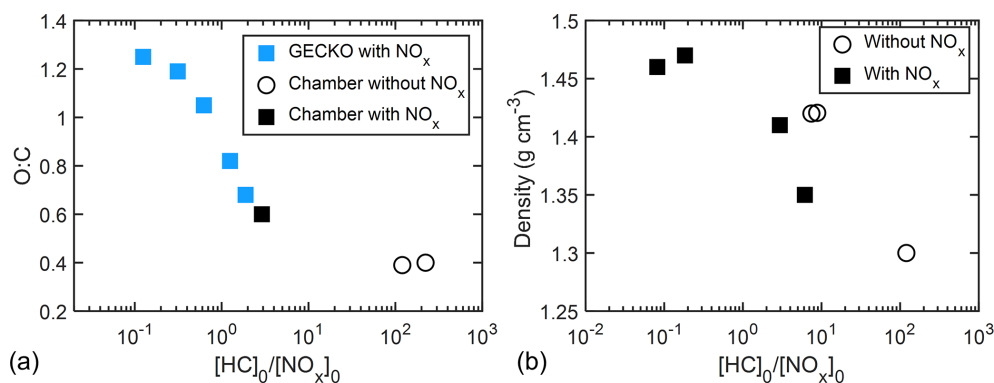 1.4
1.2
1
0.8
0.6
0.4
0.2
O:C
GECKO with NOx
Chamber without NOx
Chamber with NOx
10-1 100 101 102 103
[HC]0/[NOx]0
(a)
1.5
1.45
1.4
1.35
1.3
1.25
Density (g cm-3)
Without NOx
With NOx
10-2 10-1 100 101 102 103
[HC]0/[NOx]0
(b)